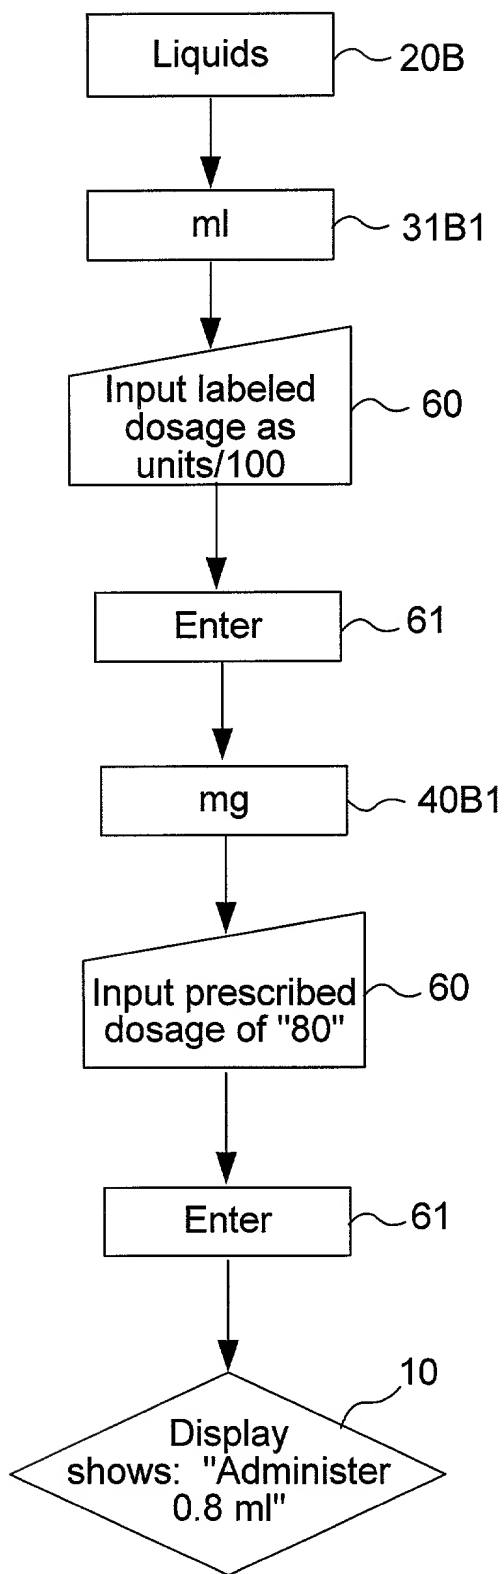 Liquids
20B
ml
31B1
Input labeled
dosage as
units/100
60
Enter
61
mg
40B1
Input prescribed
dosage of "80"
60
Enter
61
10
Display
shows: "Administer
0.8 ml"